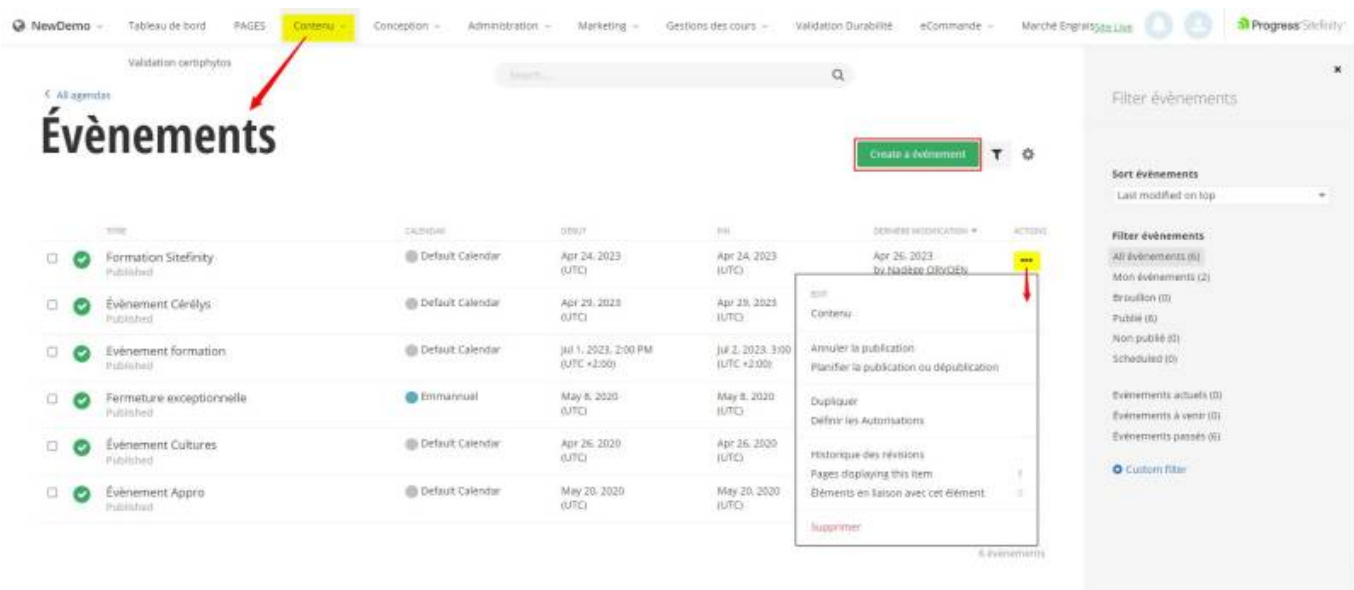 NewDemo Tableau de bord PAGES Contenu Conception Administration Marketing Gestions des cours Validation Durabilité eCommande Marché Engrais Site Live Progress Sitefinity
Validation certiphytos
Search...
All agendas
Évènements
Create a évènement
TITRE CALENDAR DÉBUT FIN DERNIÈRE MODIFICATION ACTIONS
Formation Sitefinity Default Calendar Apr 24, 2023 Apr 24, 2023 Apr 26, 2023
Published (UTC) (UTC) by Nadège ORVOEN
Évènement Cérélys Default Calendar Apr 29, 2023 Apr 29, 2023
Published (UTC) (UTC)
Evènement formation Default Calendar Jul 1, 2023, 2:00 PM Jul 2, 2023, 3:00
Published (UTC +2:00) (UTC +2:00)
Fermeture exceptionnelle Emmannuel May 8, 2020 May 8, 2020
Published (UTC) (UTC)
Évènement Cultures Default Calendar Apr 26, 2020 Apr 26, 2020
Published (UTC) (UTC)
Évènement Appro Default Calendar May 20, 2020 May 20, 2020
Published (UTC) (UTC)
EDIT
Contenu
Annuler la publication
Planifier la publication ou dépublication
Dupliquer
Définir les Autorisations
Historique des révisions
Pages displaying this item
Éléments en liaison avec cet élément
Supprimer
6 évènements
Filter évènements
Sort évènements
Last modified on top
Filter évènements
All évènements (6)
Mon évènements (2)
Brouillon (0)
Publié (6)
Non publié (0)
Scheduled (0)
Evènements actuels (0)
Évènements à venir (0)
Évènements passés (6)
Custom filter